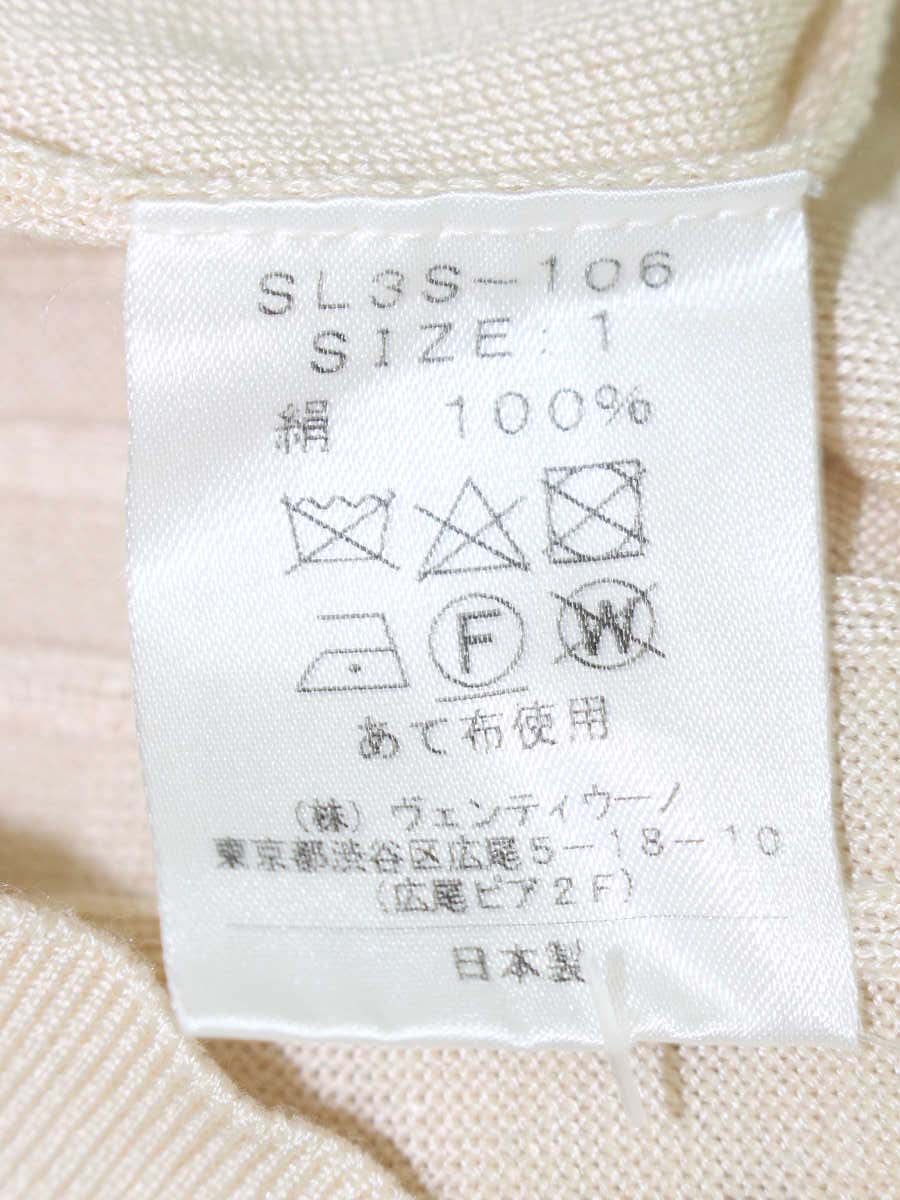 SL3S-106
SIZE:1
絹 100%
F W
あて布使用
(株)ヴェンティウーノ
東京都渋谷区広尾5-18-10
(広尾ピア2F)
日本製